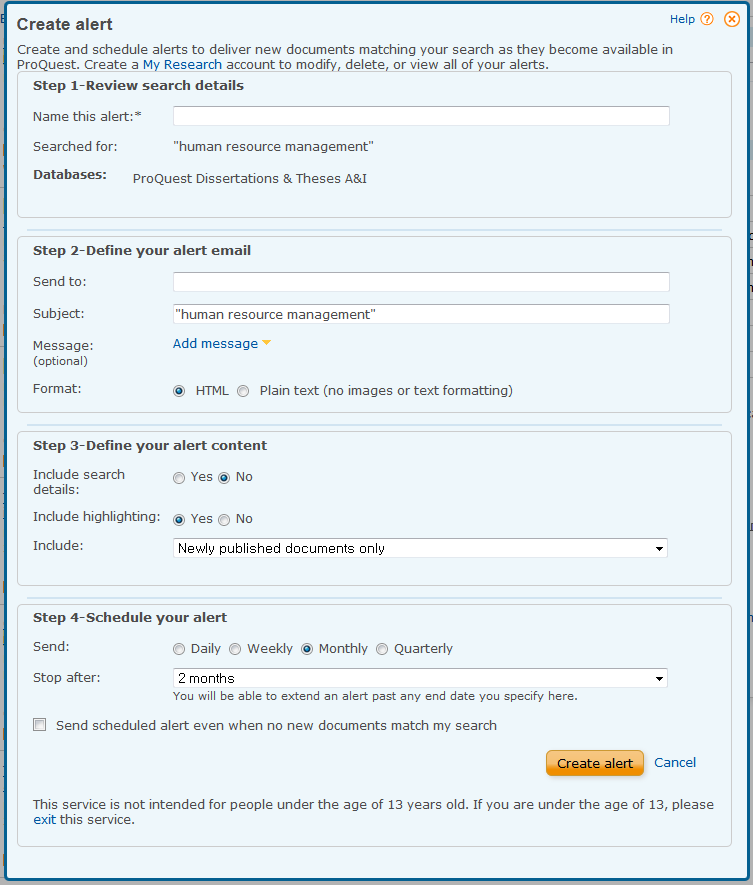 Create alert
Help ?
Create and schedule alerts to deliver new documents matching your search as they become available in
ProQuest. Create a My Research account to modify, delete, or view all of your alerts.
Step 1-Review search details
Name this alert:*
Searched for: "human resource management"
Databases: ProQuest Dissertations & Theses A&I
Step 2-Define your alert email
Send to:
Subject: "human resource management"
Message: Add message
(optional)
Format: HTML Plain text (no images or text formatting)
Step 3-Define your alert content
Include search Yes No
details:
Include highlighting: Yes No
Include: Newly published documents only
Step 4-Schedule your alert
Send: Daily Weekly Monthly Quarterly
Stop after: 2 months
You will be able to extend an alert past any end date you specify here.
Send scheduled alert even when no new documents match my search
Create alert Cancel
This service is not intended for people under the age of 13 years old. If you are under the age of 13, please
exit this service.